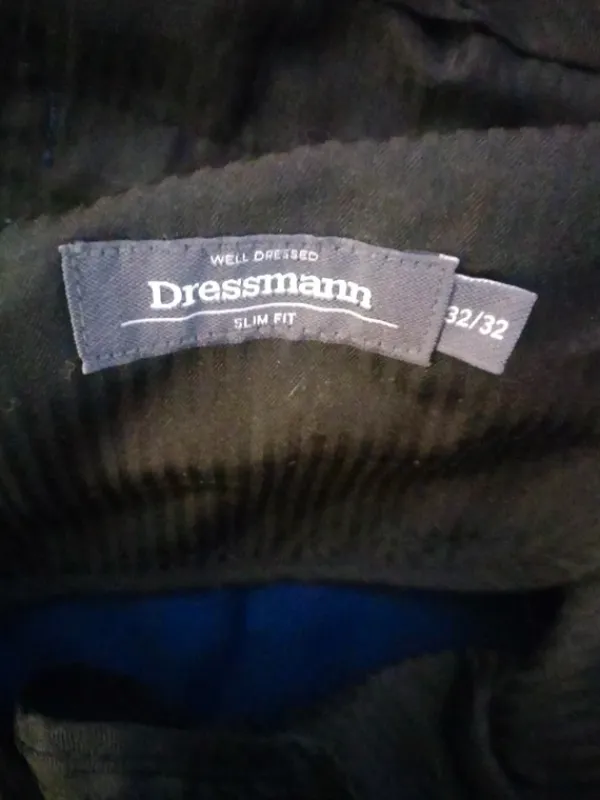 WELL DRESSED
Dressmann
SLIM FIT
32/32